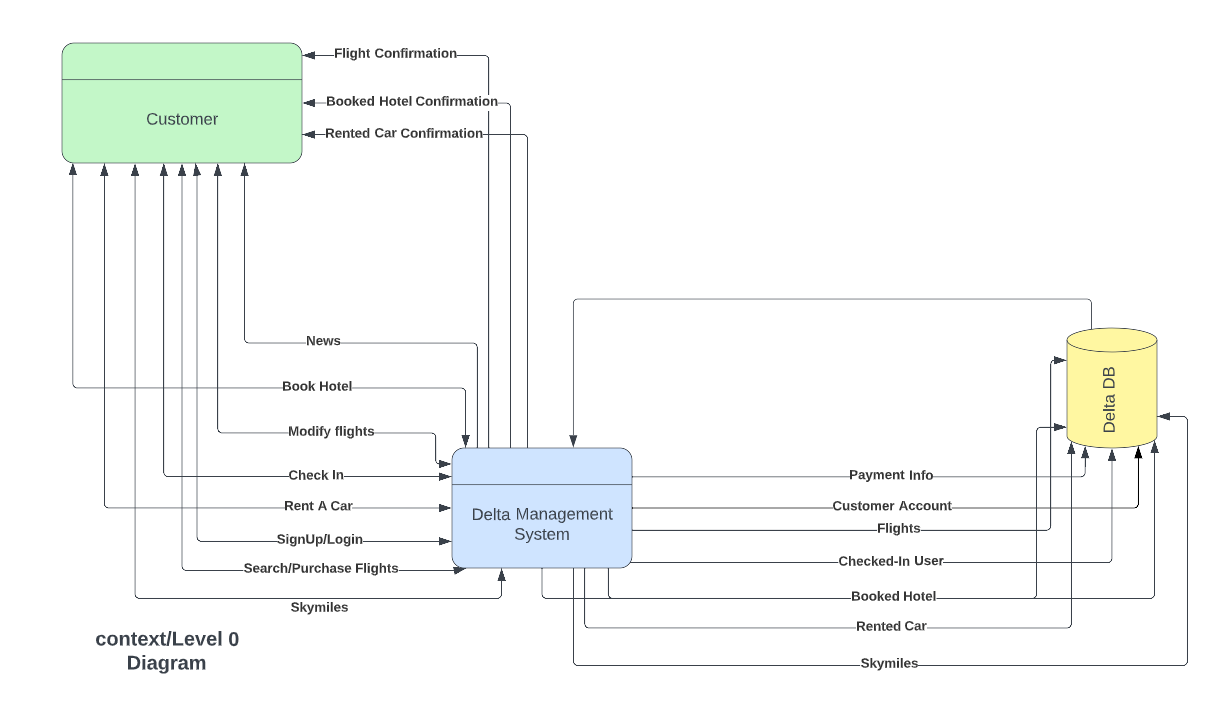 Flight Confirmation
Booked Hotel Confirmation
Customer
Rented Car Confirmation
News
Delta DB
Book Hotel
Modify flights
Check In
Payment Info
Rent A Car
Customer Account
Delta Management
System
Flights
SignUp/Login
Checked-In User
Search/Purchase Flights
Booked Hotel
Skymiles
Rented Car
context/Level 0
Diagram
Skymiles